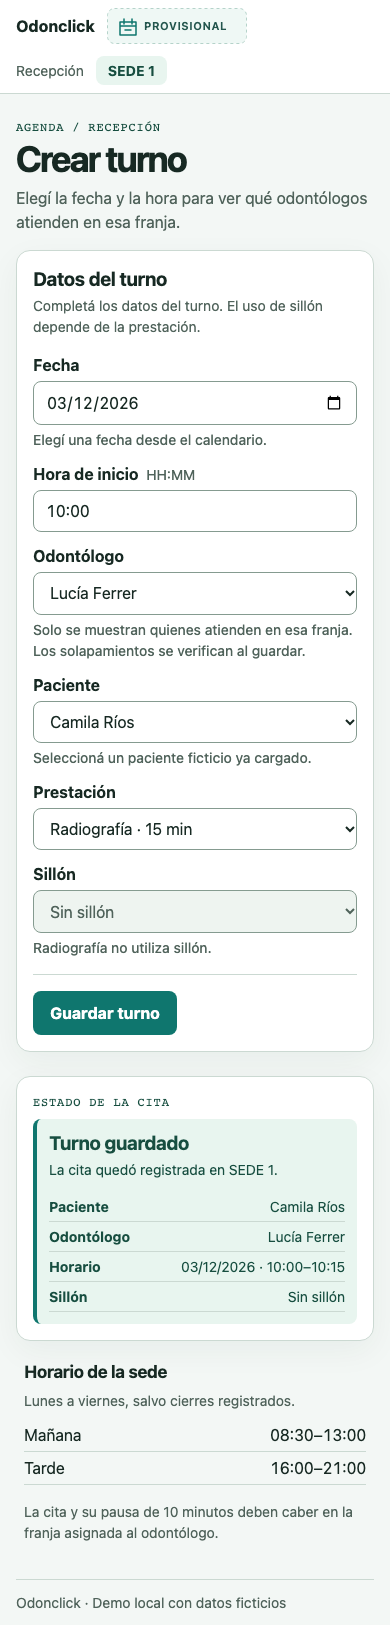 Odonclick
PROVISIONAL
Recepción
SEDE 1
AGENDA / RECEPCIÓN
Crear turno
Elegí la fecha y la hora para ver qué odontólogos
atienden en esa franja.
Datos del turno
Completá los datos del turno. El uso de sillón
depende de la prestación.
Fecha
03/12/2026
Elegí una fecha desde el calendario.
Hora de inicio HH:MM
10:00
Odontólogo
Lucía Ferrer
Solo se muestran quienes atienden en esa franja.
Los solapamientos se verifican al guardar.
Paciente
Camila Ríos
Seleccioná un paciente ficticio ya cargado.
Prestación
Radiografía · 15 min
Sillón
Sin sillón
Radiografía no utiliza sillón.
Guardar turno
ESTADO DE LA CITA
Turno guardado
La cita quedó registrada en SEDE 1.
Paciente Camila Ríos
Odontólogo Lucía Ferrer
Horario 03/12/2026 · 10:00–10:15
Sillón Sin sillón
Horario de la sede
Lunes a viernes, salvo cierres registrados.
Mañana 08:30–13:00
Tarde 16:00–21:00
La cita y su pausa de 10 minutos deben caber en la
franja asignada al odontólogo.
Odonclick · Demo local con datos ficticios